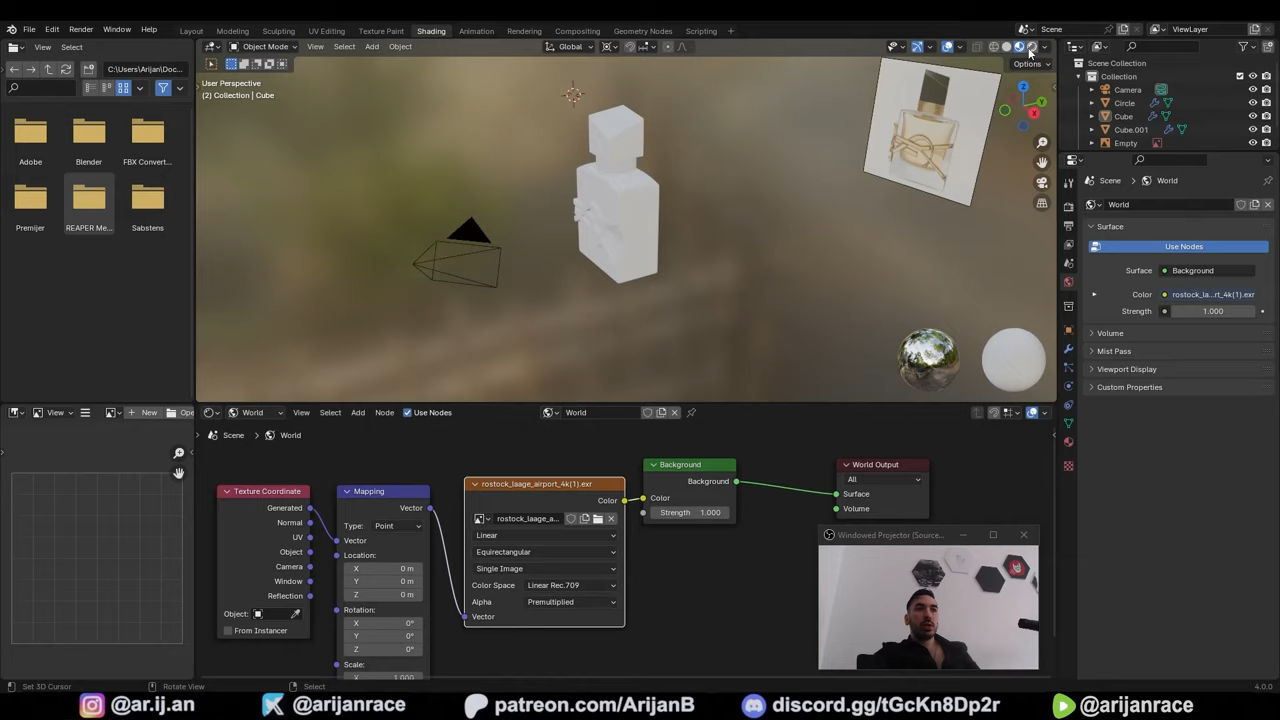 File Edit Render Window Help
Layout Modeling Sculpting UV Editing Texture Paint Shading Animation Rendering Compositing Geometry Nodes Scripting
Scene
ViewLayer
View Select
Object Mode View Select Add Object
Global
Options
C:\Users\Arijan\Doc...
Adobe
Blender
FBX Convert...
Premijer
REAPER Me...
Sabstens
User Perspective
(2) Collection | Cube
Scene Collection
Collection
Camera
Circle
Cube
Cube.001
Empty
Scene > World
World
Surface
Use Nodes
Surface Background
Color rostock_la...rt_4k(1).exr
Strength 1.000
Volume
Mist Pass
Viewport Display
Custom Properties
View New Ope
World View Select Add Node Use Nodes World
Scene > World
Texture Coordinate
Generated
Normal
UV
Object
Camera
Window
Reflection
Object:
From Instancer
Mapping
Vector
Type: Point
Vector
Location:
X 0 m
Y 0 m
Z 0 m
Rotation:
X 0°
Y 0°
Z 0°
Scale:
X 1.000
rostock_laage_airport_4k(1).exr
Color
rostock_laage_a...
Linear
Equirectangular
Single Image
Color Space Linear Rec.709
Alpha Premultiplied
Vector
Background
Background
Color
Strength 1.000
World Output
All
Surface
Volume
Windowed Projector (Source...
Set 3D Cursor Rotate View Select 4.0.0
@ar.ij.an @arijanrace patreon.com/ArijanB discord.gg/tGcKn8Dp2r @arijanrace